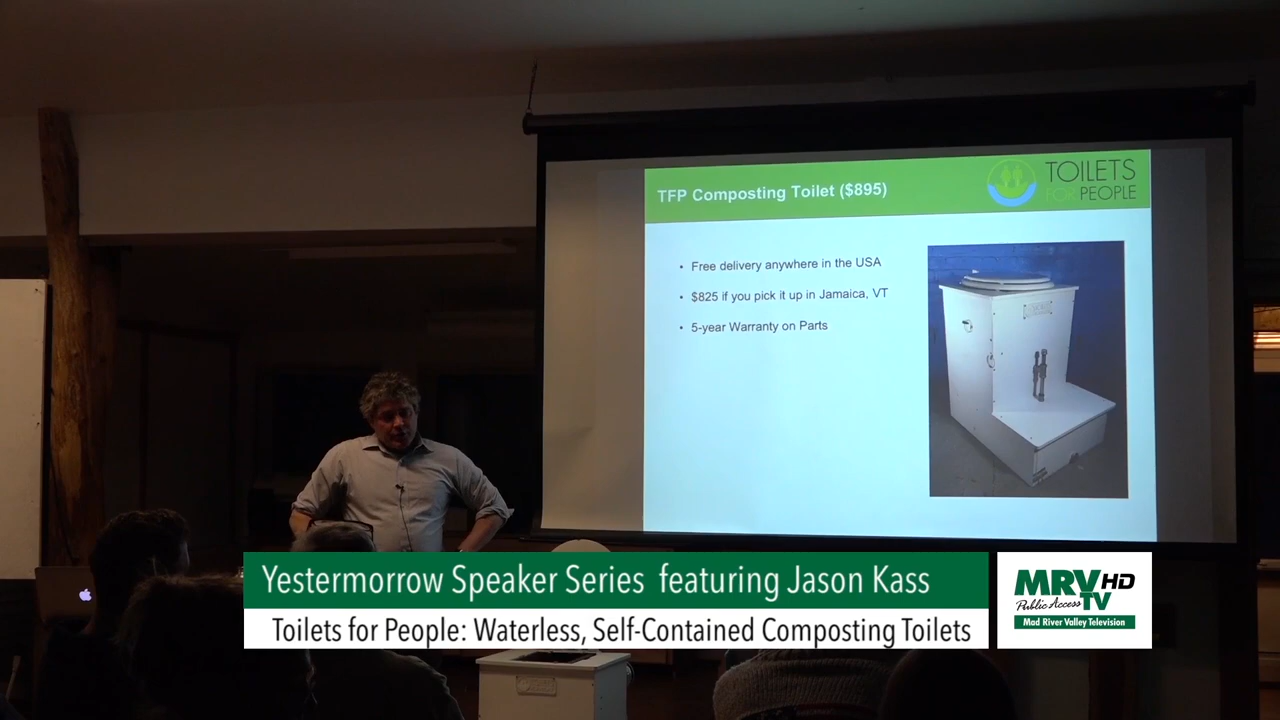 TFP Composting Toilet ($895)
TOILETS
FOR PEOPLE
• Free delivery anywhere in the USA
• $825 if you pick it up in Jamaica, VT
• 5-year Warranty on Parts
Yestermorrow Speaker Series featuring Jason Kass
Toilets for People: Waterless, Self-Contained Composting Toilets
MRV HD
Public Access TV
Mad River Valley Television